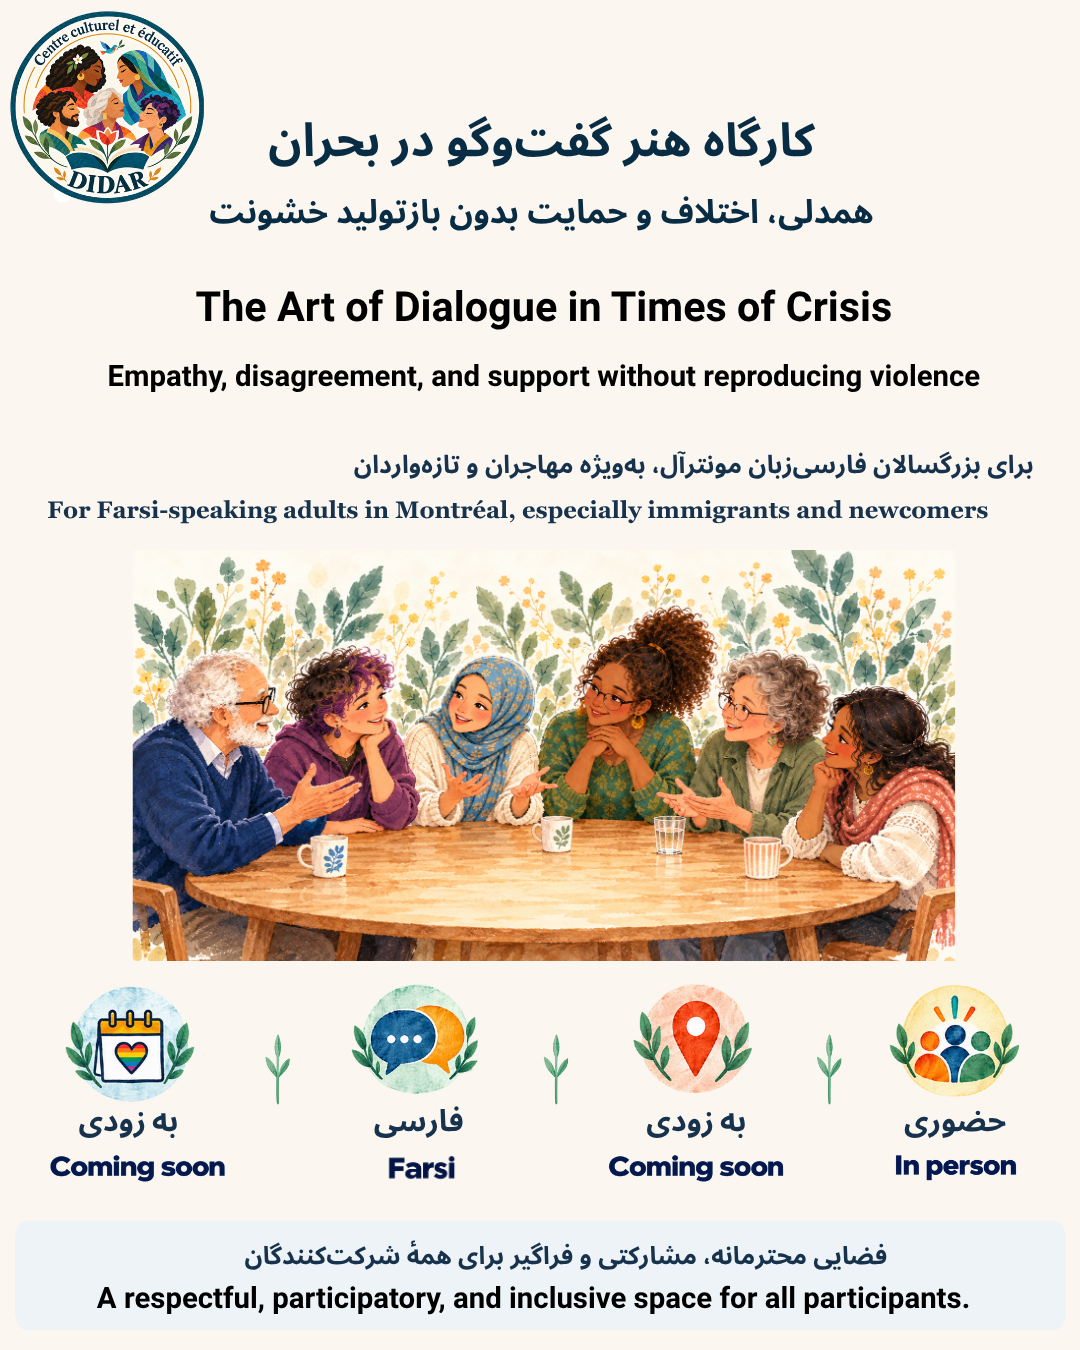 Centre culturel et éducatif
DIDAR
کارگاه هنر گفت‌وگو در بحران
همدلی، اختلاف و حمایت بدون بازتولید خشونت
The Art of Dialogue in Times of Crisis
Empathy, disagreement, and support without reproducing violence
برای بزرگسالان فارسی‌زبان مونترآل، به‌ویژه مهاجران و تازه‌واردان
For Farsi-speaking adults in Montréal, especially immigrants and newcomers
به زودی
Coming soon
فارسی
Farsi
به زودی
Coming soon
حضوری
In person
فضایی محترمانه، مشارکتی و فراگیر برای همهٔ شرکت‌کنندگان
A respectful, participatory, and inclusive space for all participants.